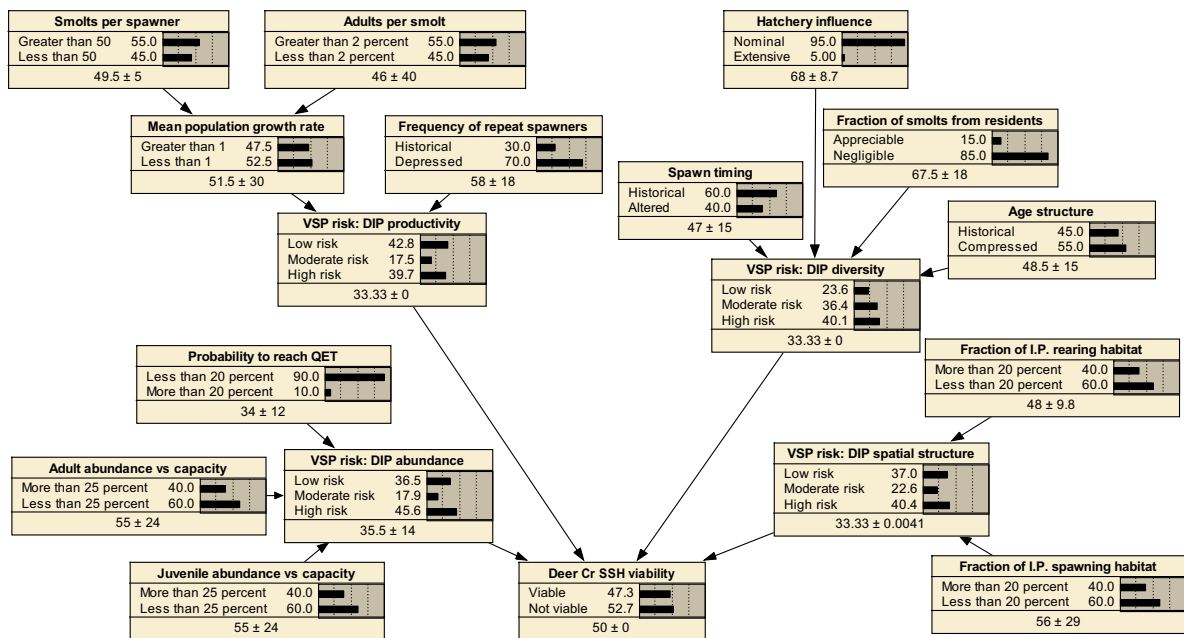 Smolts per spawner
Greater than 50 55.0
Less than 50 45.0
49.5 ± 5
Adults per smolt
Greater than 2 percent 55.0
Less than 2 percent 45.0
46 ± 40
Hatchery influence
Nominal 95.0
Extensive 5.00
68 ± 8.7
Mean population growth rate
Greater than 1 47.5
Less than 1 52.5
51.5 ± 30
Frequency of repeat spawners
Historical 30.0
Depressed 70.0
58 ± 18
Fraction of smolts from residents
Appreciable 15.0
Negligible 85.0
67.5 ± 18
Spawn timing
Historical 60.0
Altered 40.0
47 ± 15
Age structure
Historical 45.0
Compressed 55.0
48.5 ± 15
VSP risk: DIP productivity
Low risk 42.8
Moderate risk 17.5
High risk 39.7
33.33 ± 0
VSP risk: DIP diversity
Low risk 23.6
Moderate risk 36.4
High risk 40.1
33.33 ± 0
Probability to reach QET
Less than 20 percent 90.0
More than 20 percent 10.0
34 ± 12
Fraction of I.P. rearing habitat
More than 20 percent 40.0
Less than 20 percent 60.0
48 ± 9.8
Adult abundance vs capacity
More than 25 percent 40.0
Less than 25 percent 60.0
55 ± 24
VSP risk: DIP abundance
Low risk 36.5
Moderate risk 17.9
High risk 45.6
35.5 ± 14
VSP risk: DIP spatial structure
Low risk 37.0
Moderate risk 22.6
High risk 40.4
33.33 ± 0.0041
Juvenile abundance vs capacity
More than 25 percent 40.0
Less than 25 percent 60.0
55 ± 24
Deer Cr SSH viability
Viable 47.3
Not viable 52.7
50 ± 0
Fraction of I.P. spawning habitat
More than 20 percent 40.0
Less than 20 percent 60.0
56 ± 29